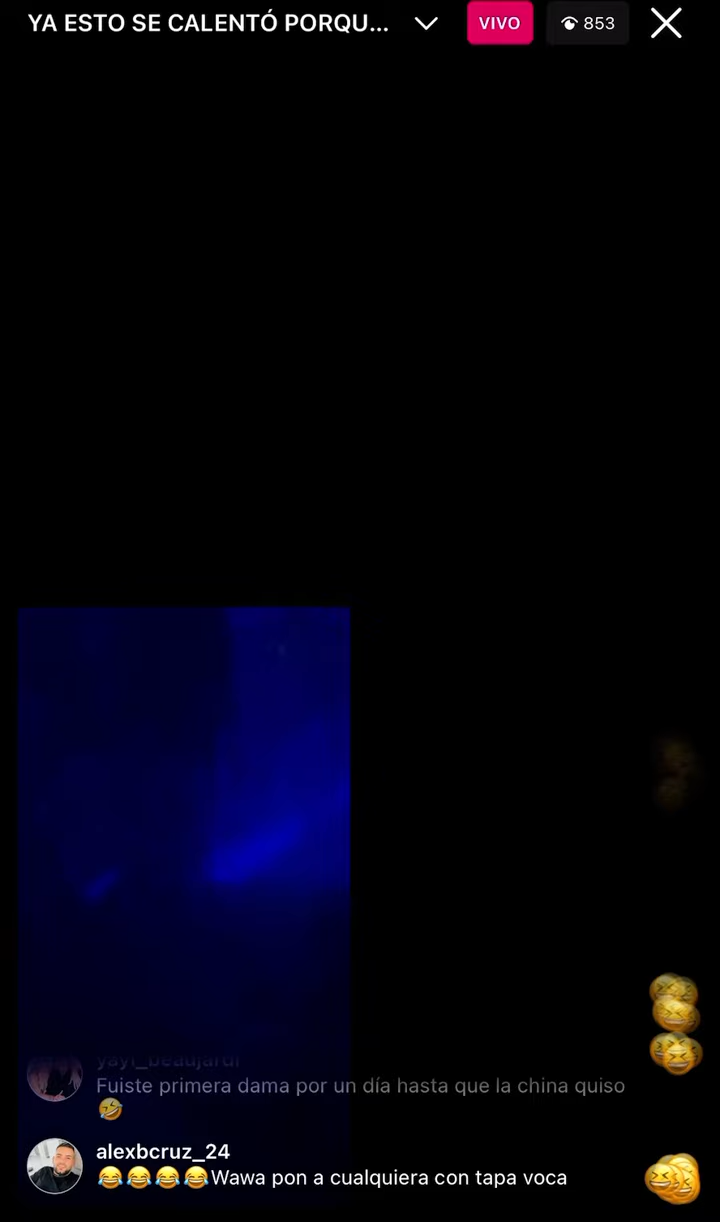 YA ESTO SE CALENTÓ PORQU... VIVO 853
yayi_beaujardi
Fuiste primera dama por un día hasta que la china quiso
🤣
alexbcruz_24
😂😂😂😂Wawa pon a cualquiera con tapa voca